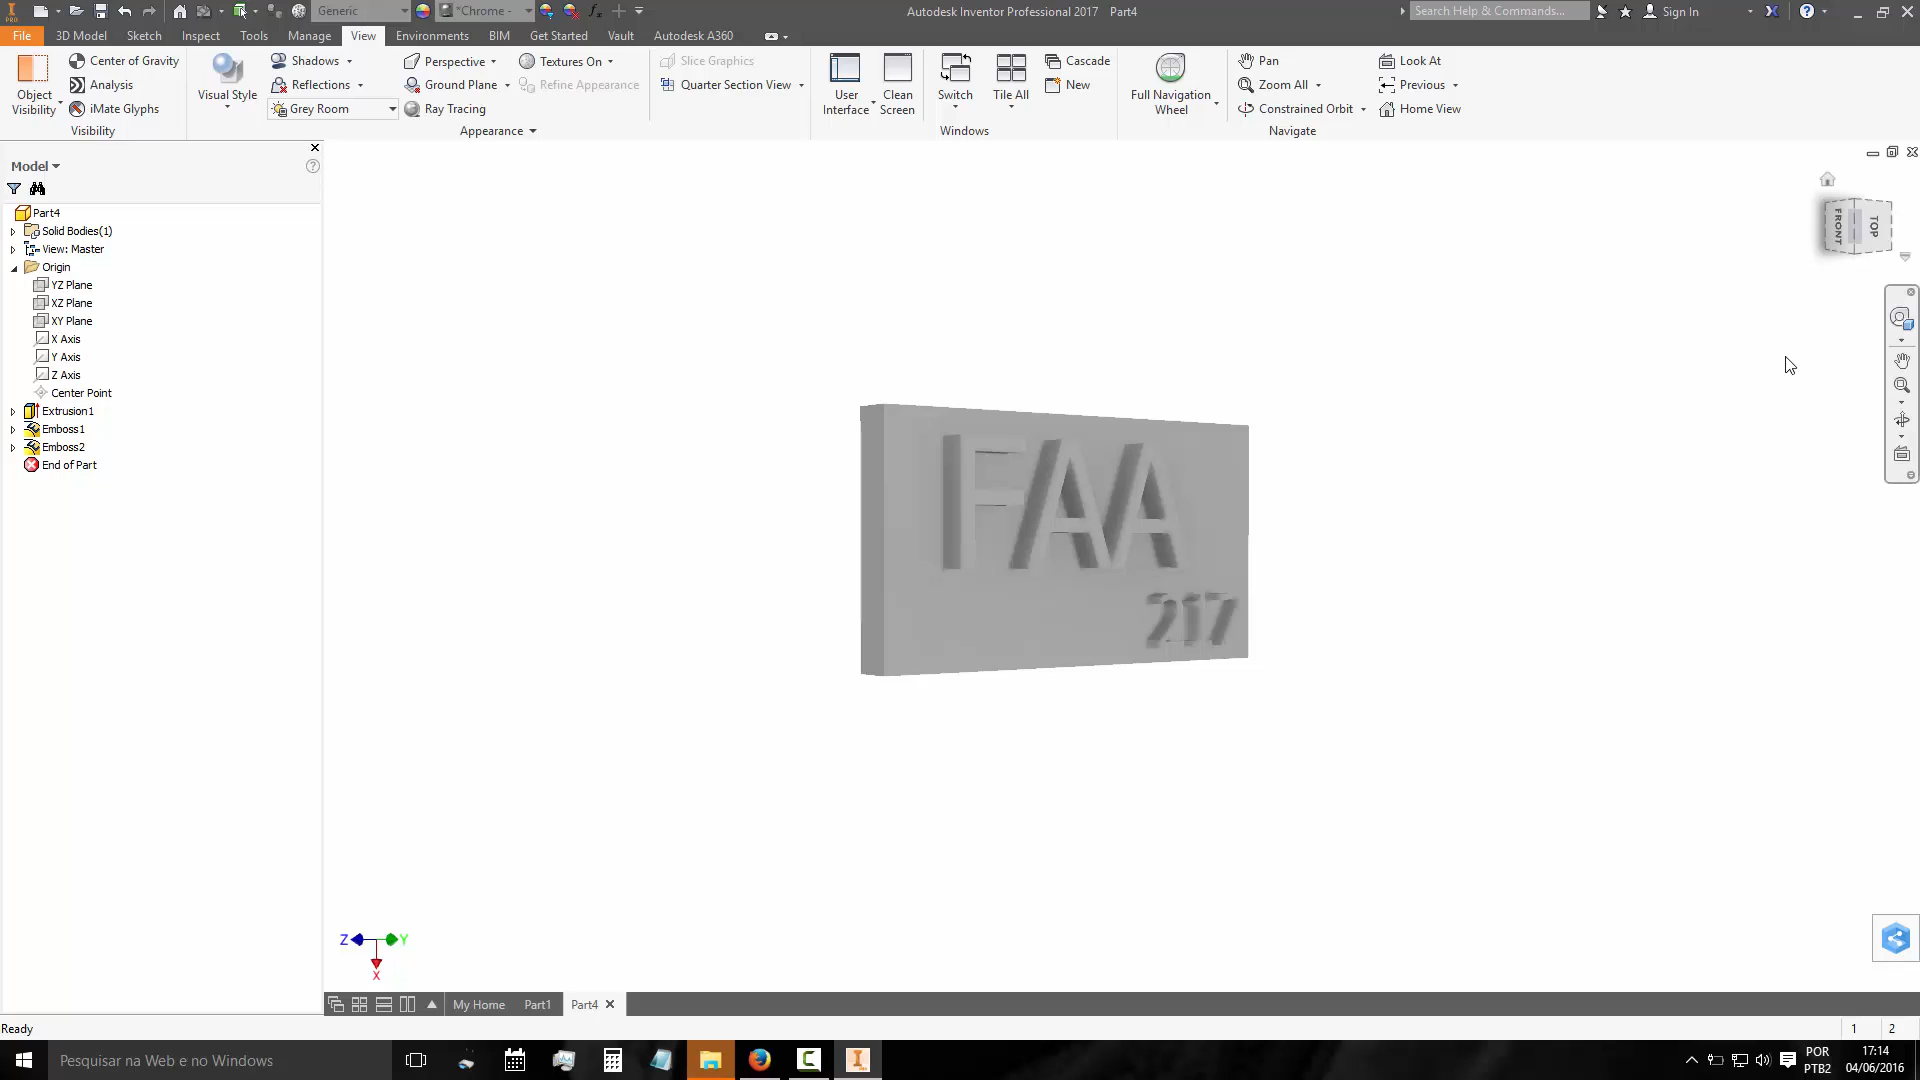 Generic
*Chrome -
Autodesk Inventor Professional 2017 Part4
Search Help & Commands...
Sign In
File 3D Model Sketch Inspect Tools Manage View Environments BIM Get Started Vault Autodesk A360
Object Visibility
Center of Gravity
Analysis
iMate Glyphs
Visibility
Visual Style
Shadows
Reflections
Grey Room
Perspective
Ground Plane
Ray Tracing
Textures On
Refine Appearance
Appearance
Slice Graphics
Quarter Section View
User Interface
Clean Screen
Switch
Tile All
Cascade
New
Windows
Full Navigation Wheel
Pan
Zoom All
Constrained Orbit
Look At
Previous
Home View
Navigate
Model
Part4
Solid Bodies(1)
View: Master
Origin
YZ Plane
XZ Plane
XY Plane
X Axis
Y Axis
Z Axis
Center Point
Extrusion1
Emboss1
Emboss2
End of Part
FRONT
TOP
FAA
217
Z
Y
X
My Home Part1 Part4
Ready
1 2
Pesquisar na Web e no Windows
POR
PTB2
17:14
04/06/2016